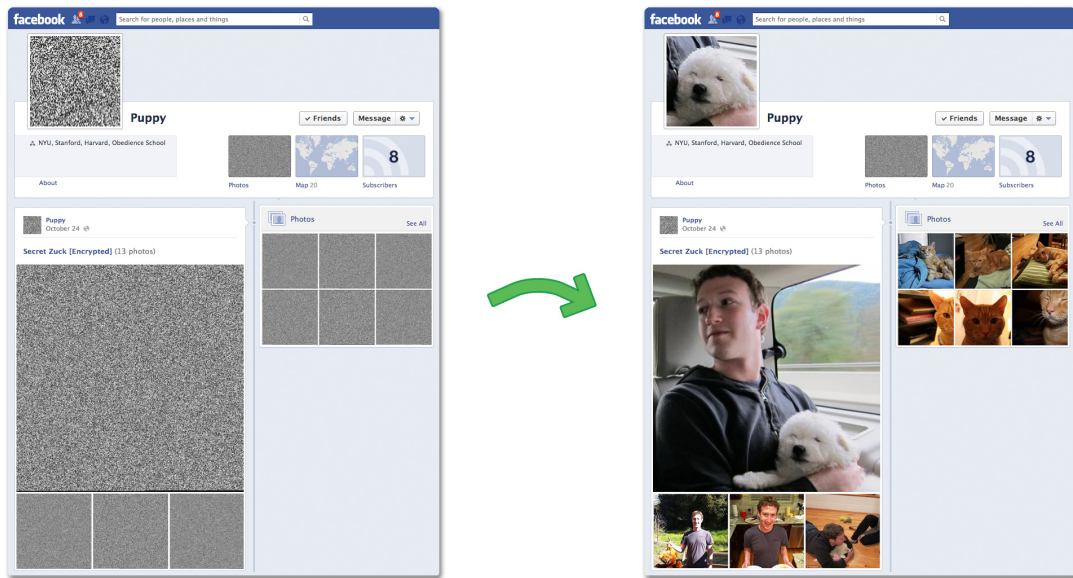 facebook 8 Search for people, places and things
Puppy
✓ Friends Message
NYU, Stanford, Harvard, Obedience School
8
About
Photos Map 20 Subscribers
Puppy
October 24
Photos See All
Secret Zuck [Encrypted] (13 photos)
facebook 8 Search for people, places and things
Puppy
✓ Friends Message
NYU, Stanford, Harvard, Obedience School
8
About
Photos Map 20 Subscribers
Puppy
October 24
Photos See All
Secret Zuck [Encrypted] (13 photos)